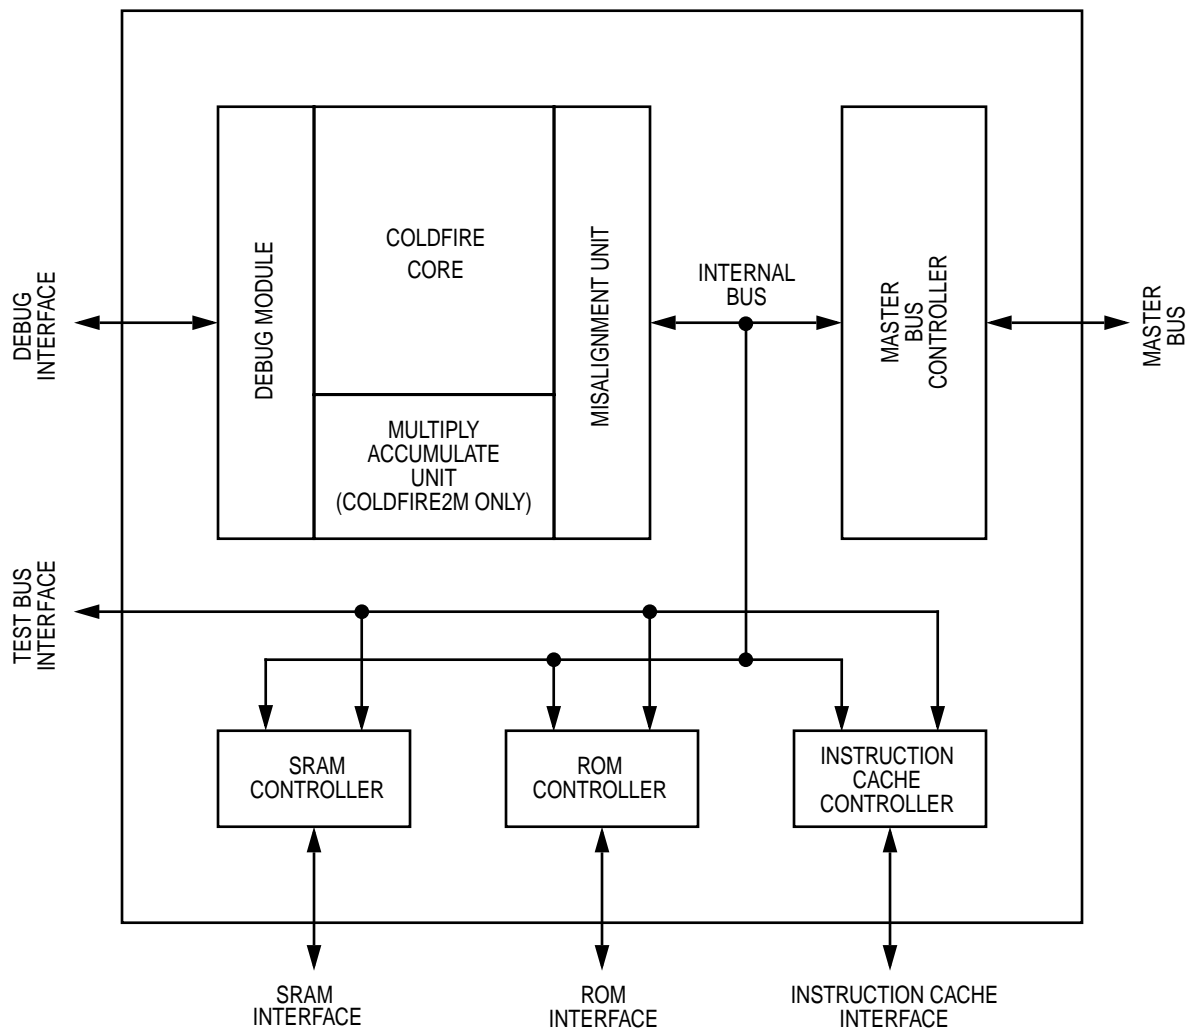 COLDFIRE
CORE
DEBUG MODULE
MISALIGNMENT UNIT
MULTIPLY
ACCUMULATE
UNIT
(COLDFIRE2M ONLY)
INTERNAL
BUS
MASTER
BUS
CONTROLLER
DEBUG
INTERFACE
MASTER
BUS
TEST BUS
INTERFACE
SRAM
CONTROLLER
ROM
CONTROLLER
INSTRUCTION
CACHE
CONTROLLER
SRAM
INTERFACE
ROM
INTERFACE
INSTRUCTION CACHE
INTERFACE